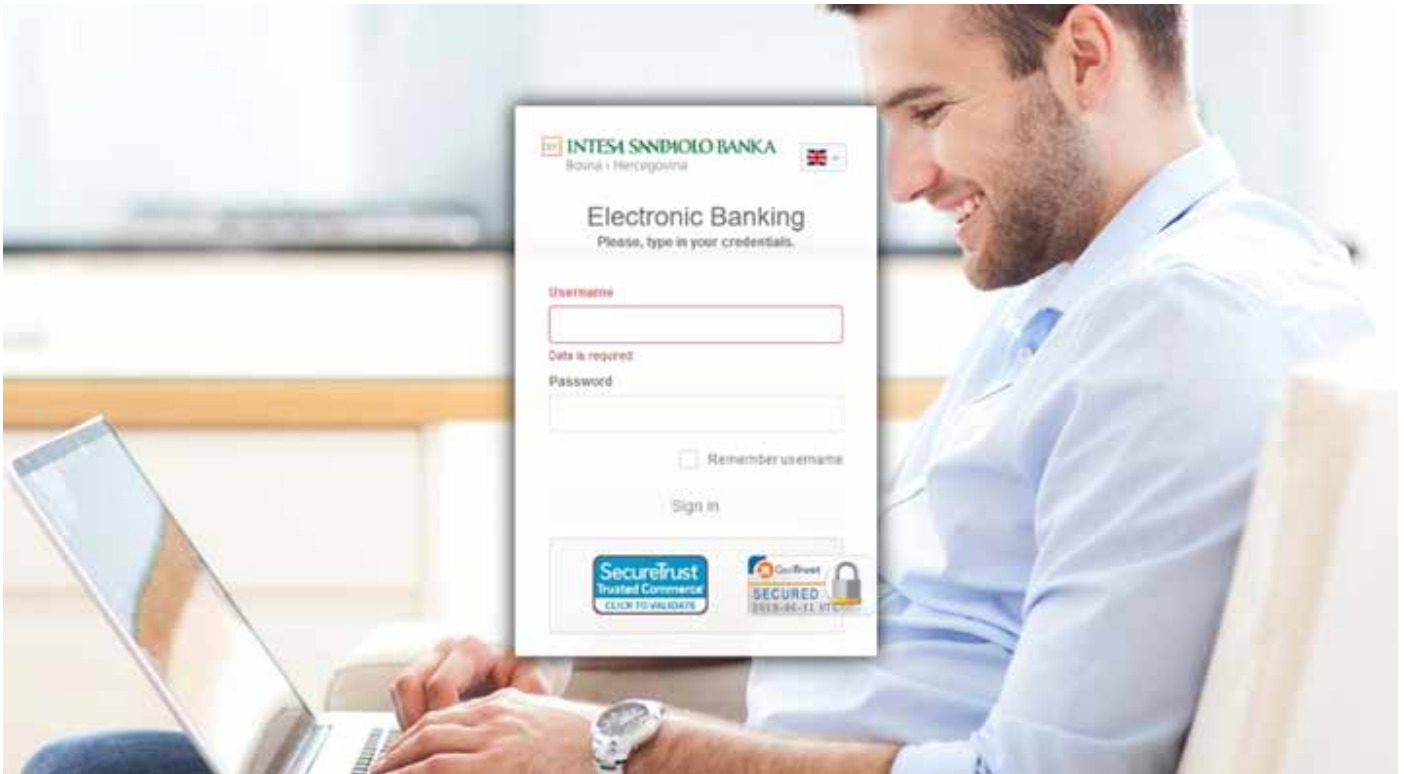 INTESA SANPAOLO BANKA
Bosna i Hercegovina
Electronic Banking
Please, type in your credentials.
Username
Data is required
Password
Remember username
Sign in
SecureTrust
Trusted Commerce
CLICK TO VALIDATE
GeoTrust
SECURED